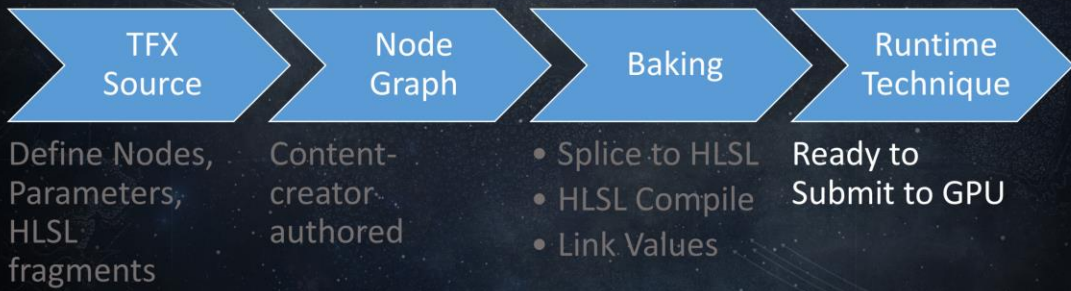 TFX
Source
Node
Graph
Baking
Runtime
Technique
Define Nodes,
Parameters,
HLSL
fragments
Content-
creator
authored
• Splice to HLSL
• HLSL Compile
• Link Values
Ready to
Submit to GPU